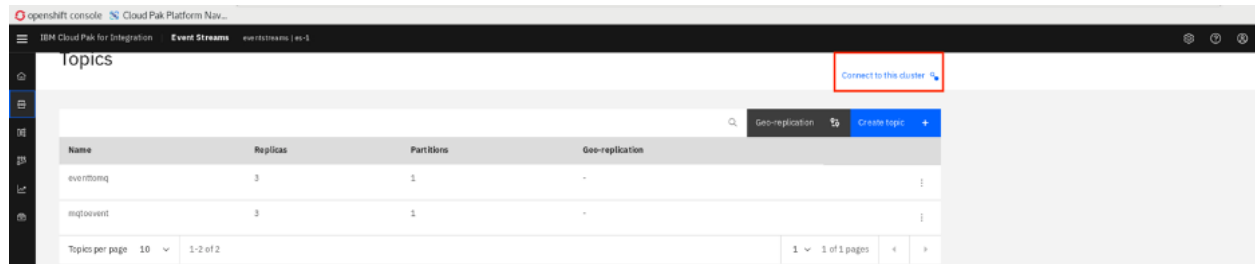 openshift console Cloud Pak Platform Nav...
IBM Cloud Pak for Integration Event Streams eventstreams | es-1
Topics
Connect to this cluster
Geo-replication Create topic +
Name Replicas Partitions Geo-replication
eventtomq 3 1 -
mqtoevent 3 1 -
Topics per page 10 1-2 of 2 1 1 of 1 pages